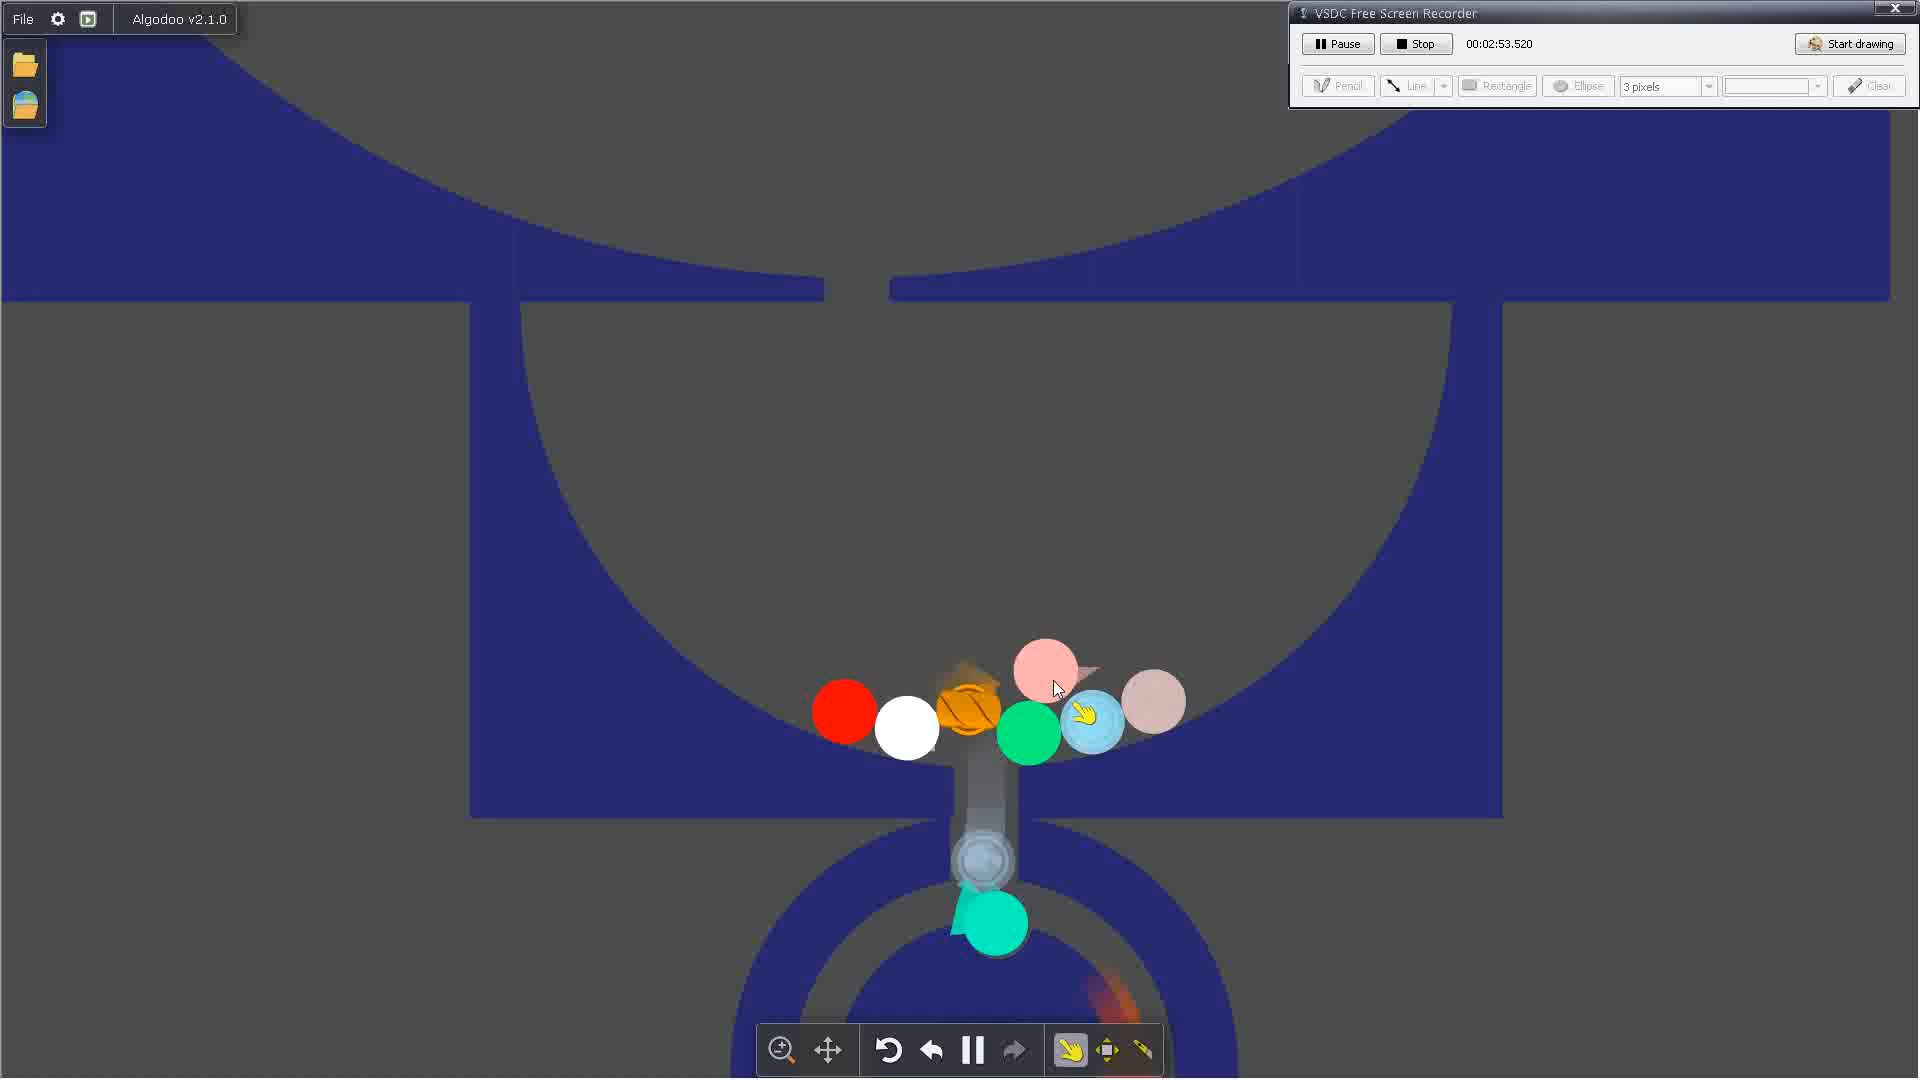 File Algodoo v2.1.0
VSDC Free Screen Recorder
Pause Stop 00:02:53.520 Start drawing
Pencil Line Rectangle Ellipse 3 pixels Clear